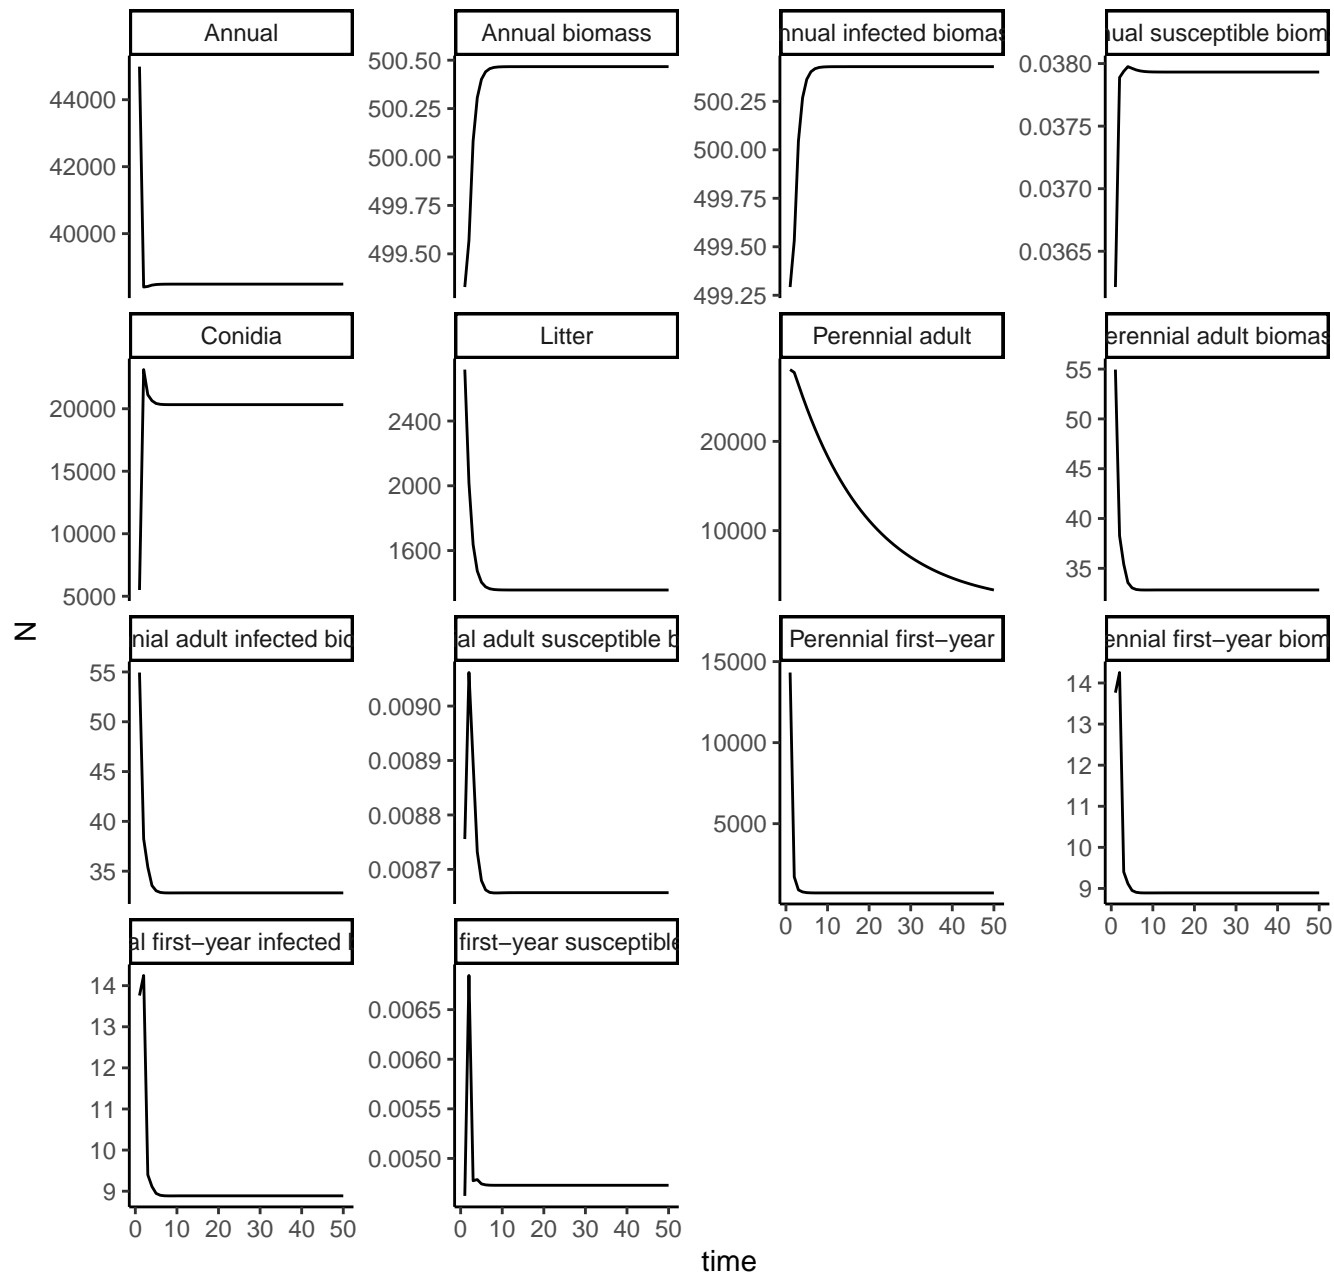 Annual
Annual biomass
nnual infected biomas
nual susceptible biom
44000
42000
40000
500.50
500.25
500.00
499.75
499.50
500.25
500.00
499.75
499.50
499.25
0.0380
0.0375
0.0370
0.0365
Conidia
Litter
Perennial adult
erennial adult biomas
20000
15000
10000
5000
2400
2000
1600
20000
10000
55
50
45
40
35
N
nial adult infected bio
al adult susceptible b
Perennial first−year
ennial first−year biom
55
50
45
40
35
0.0090
0.0089
0.0088
0.0087
15000
10000
5000
14
13
12
11
10
9
0 10 20 30 40 50
0 10 20 30 40 50
al first−year infected b
first−year susceptible
14
13
12
11
10
9
0.0065
0.0060
0.0055
0.0050
0 10 20 30 40 50
0 10 20 30 40 50
time